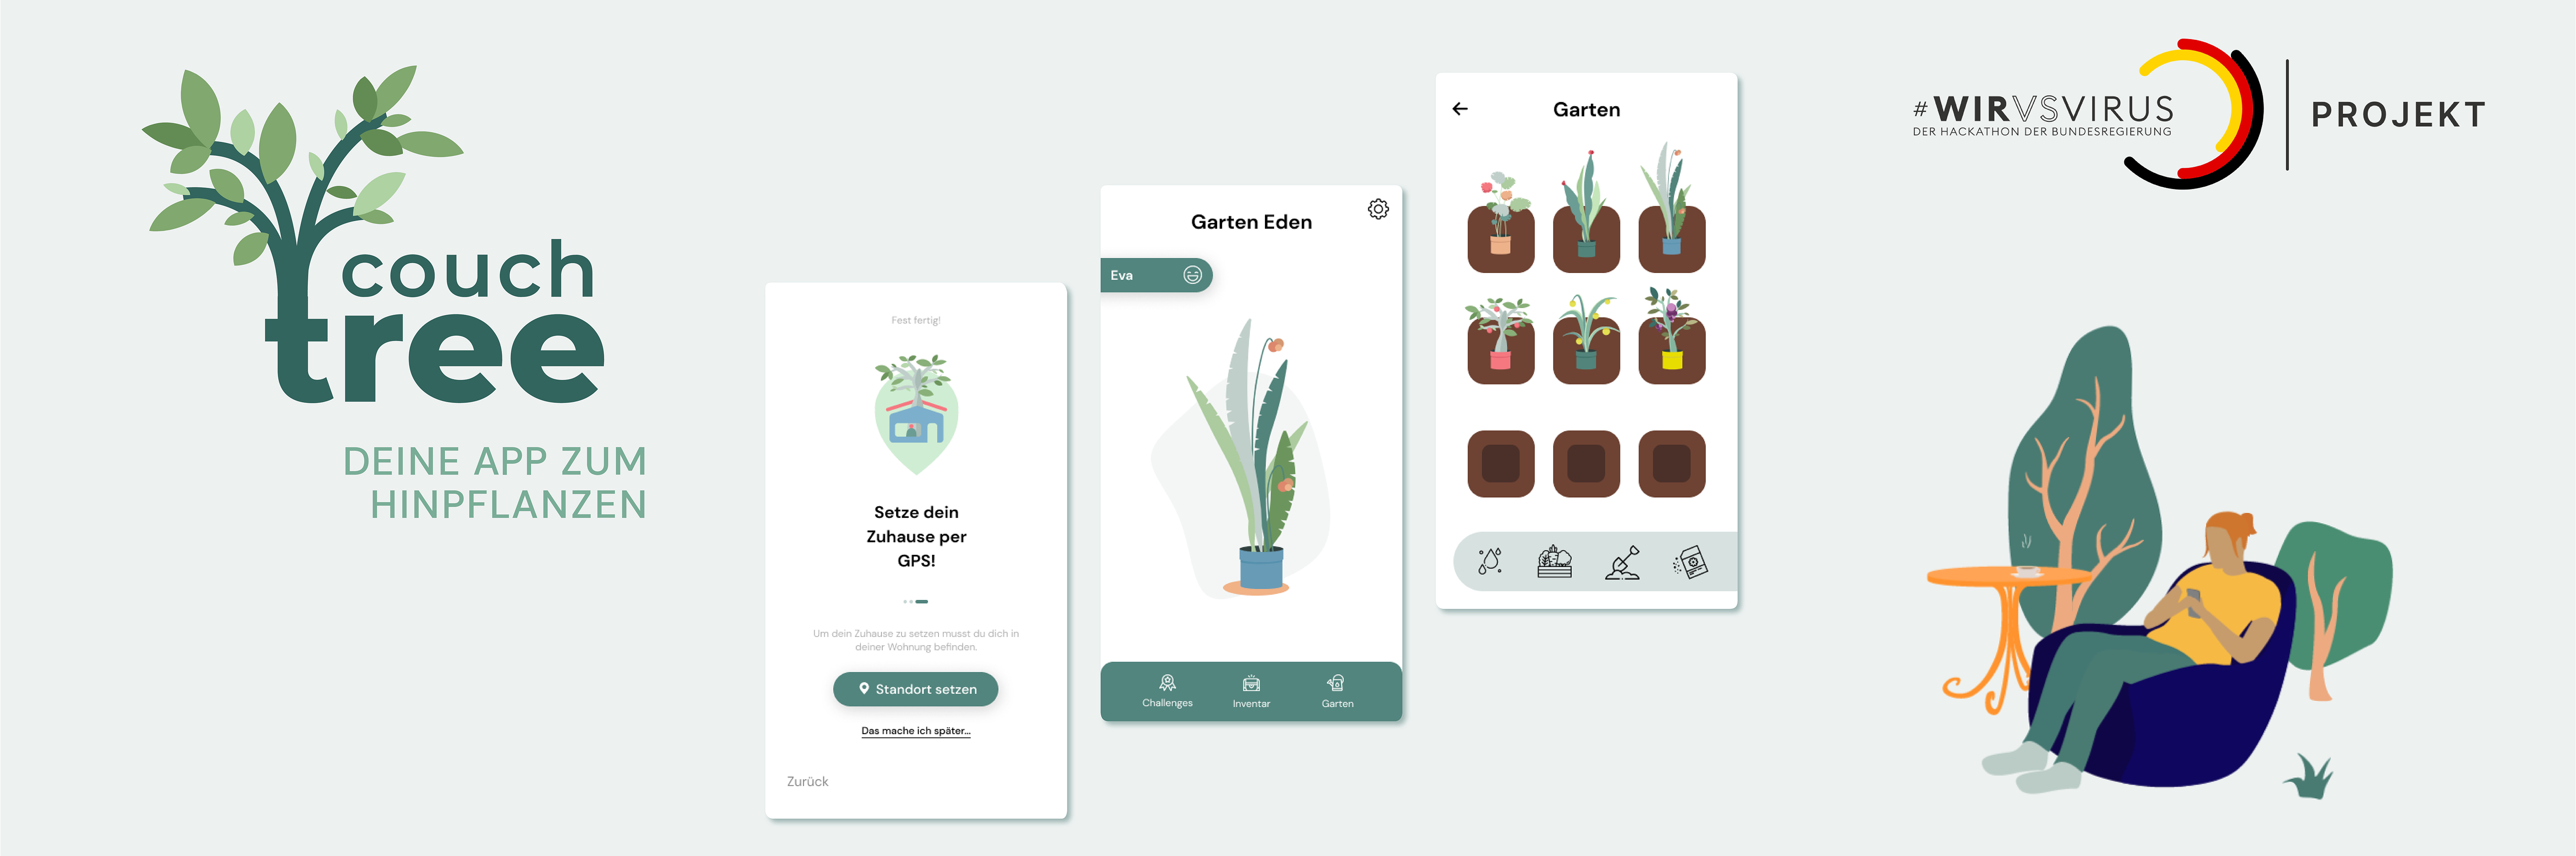 couch
tree
DEINE APP ZUM
HINPFLANZEN
Fest fertig!
Setze dein
Zuhause per
GPS!
Um dein Zuhause zu setzen musst du dich in
deiner Wohnung befinden.
Standort setzen
Das mache ich später...
Zurück
Garten Eden
Eva
Challenges
Inventar
Garten
Garten
#WIRVSVIRUS
DER HACKATHON DER BUNDESREGIERUNG
PROJEKT